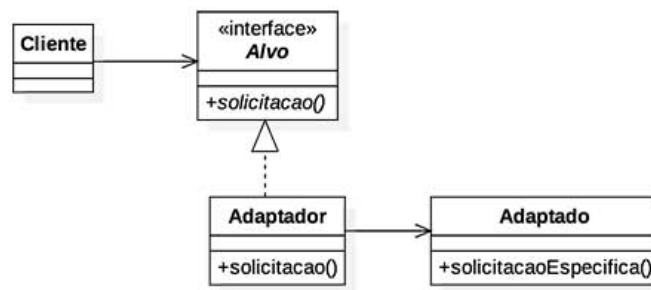 Cliente
«interface»
Alvo
+solicitacao()
Adaptador
+solicitacao()
Adaptado
+solicitacaoEspecifica()